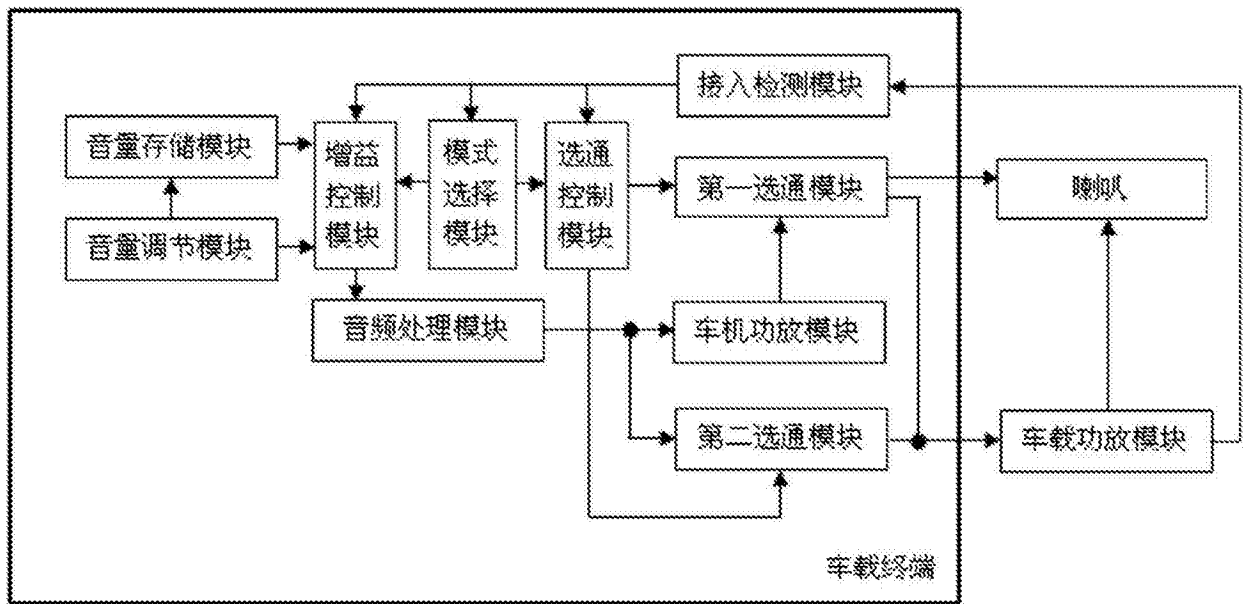 接入检测模块
音量存储模块
增益
控制
模块
模式
选择
模块
选通
控制
模块
第一选通模块
喇叭
音量调节模块
音频处理模块
车机功放模块
第二选通模块
车载功放模块
车载终端